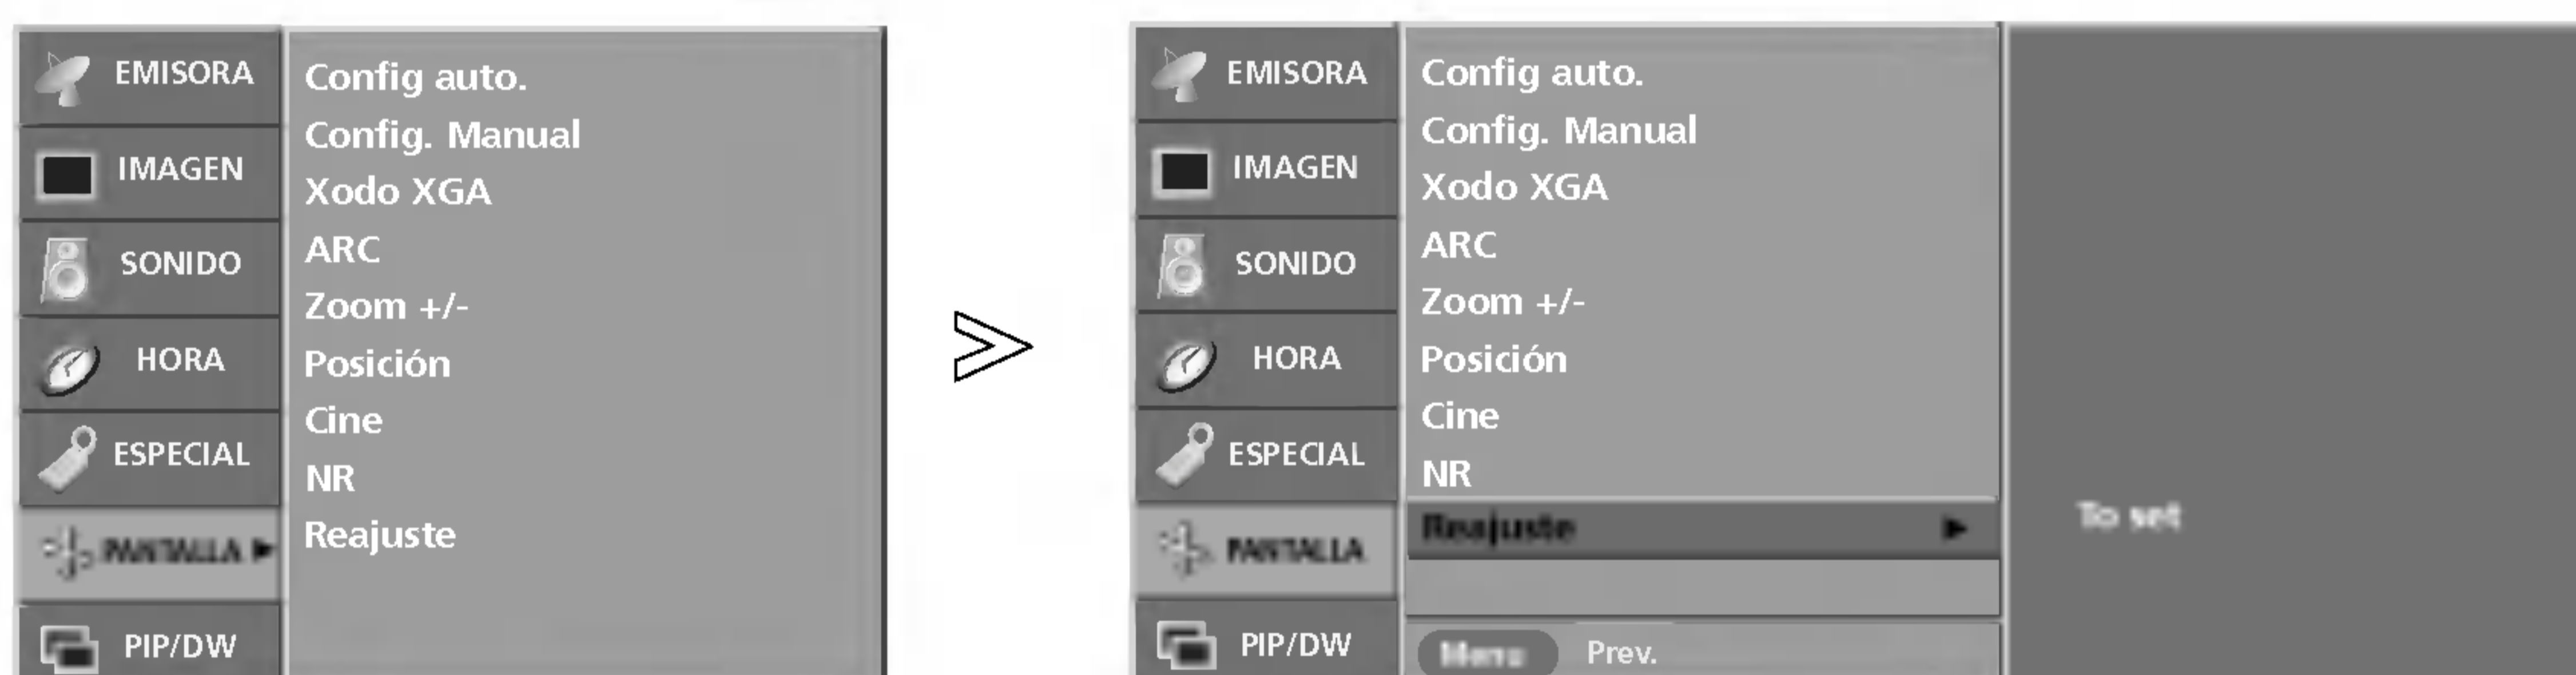 EMISORA
IMAGEN
SONIDO
HORA
ESPECIAL
PANTALLA ▶
PIP/DW
Config auto.
Config. Manual
Xodo XGA
ARC
Zoom +/-
Posición
Cine
NR
Reajuste
EMISORA
IMAGEN
SONIDO
HORA
ESPECIAL
PANTALLA
PIP/DW
Config auto.
Config. Manual
Xodo XGA
ARC
Zoom +/-
Posición
Cine
NR
Reajuste ▶
Menu Prev.
To set